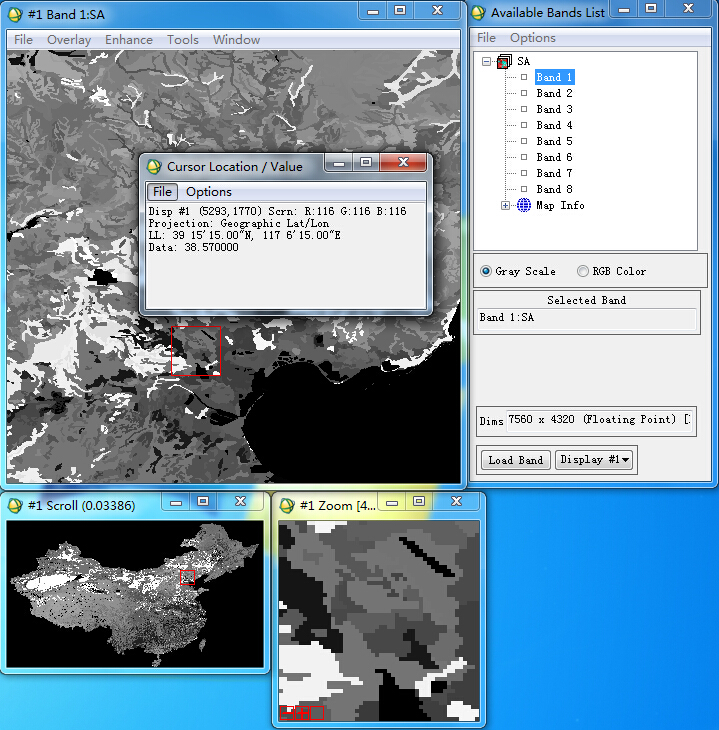 #1 Band 1:SA
File Overlay Enhance Tools Window
Cursor Location / Value
File Options
Disp #1 (5293,1770) Scrn: R:116 G:116 B:116
Projection: Geographic Lat/Lon
LL: 39 15'15.00"N, 117 6'15.00"E
Data: 38.570000
Available Bands List
File Options
SA
Band 1
Band 2
Band 3
Band 4
Band 5
Band 6
Band 7
Band 8
Map Info
Gray Scale RGB Color
Selected Band
Band 1:SA
Dims 7560 x 4320 (Floating Point) [
Load Band Display #1
#1 Scroll (0.03386)
#1 Zoom [4...